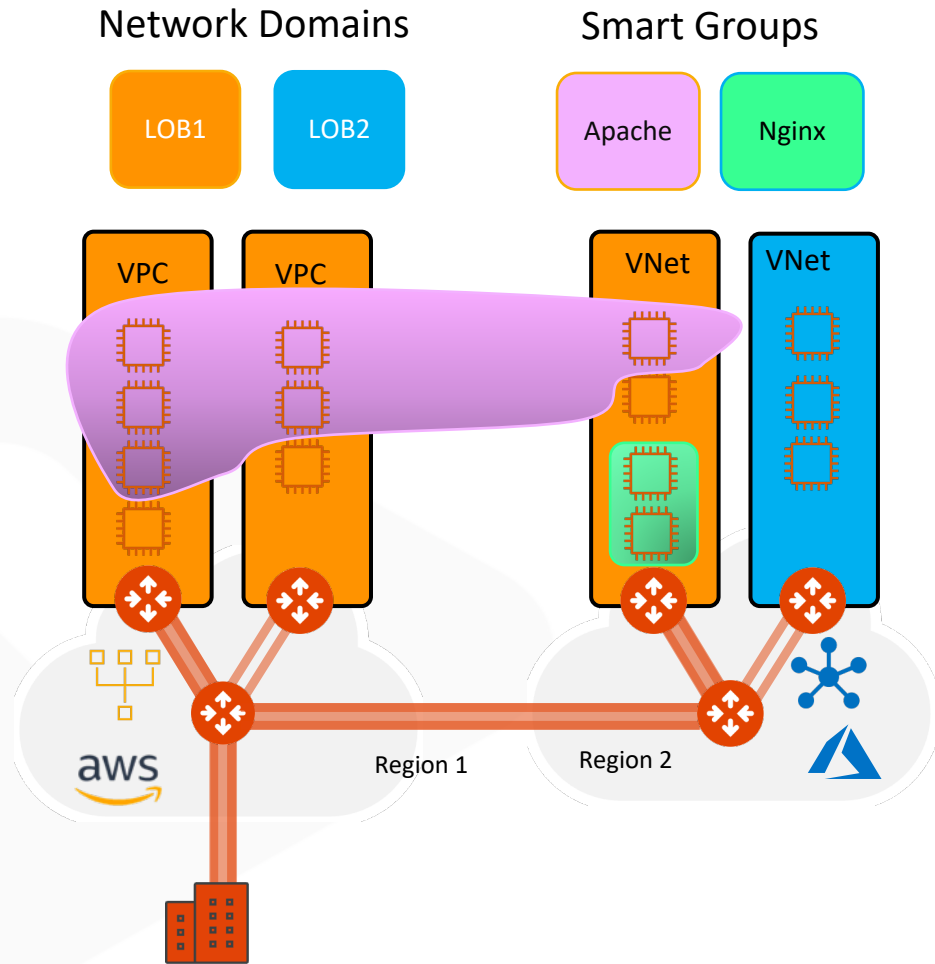 Network Domains
Smart Groups
LOB1
LOB2
Apache
Nginx
VPC
VPC
VNet
VNet
aws
Region 1
Region 2